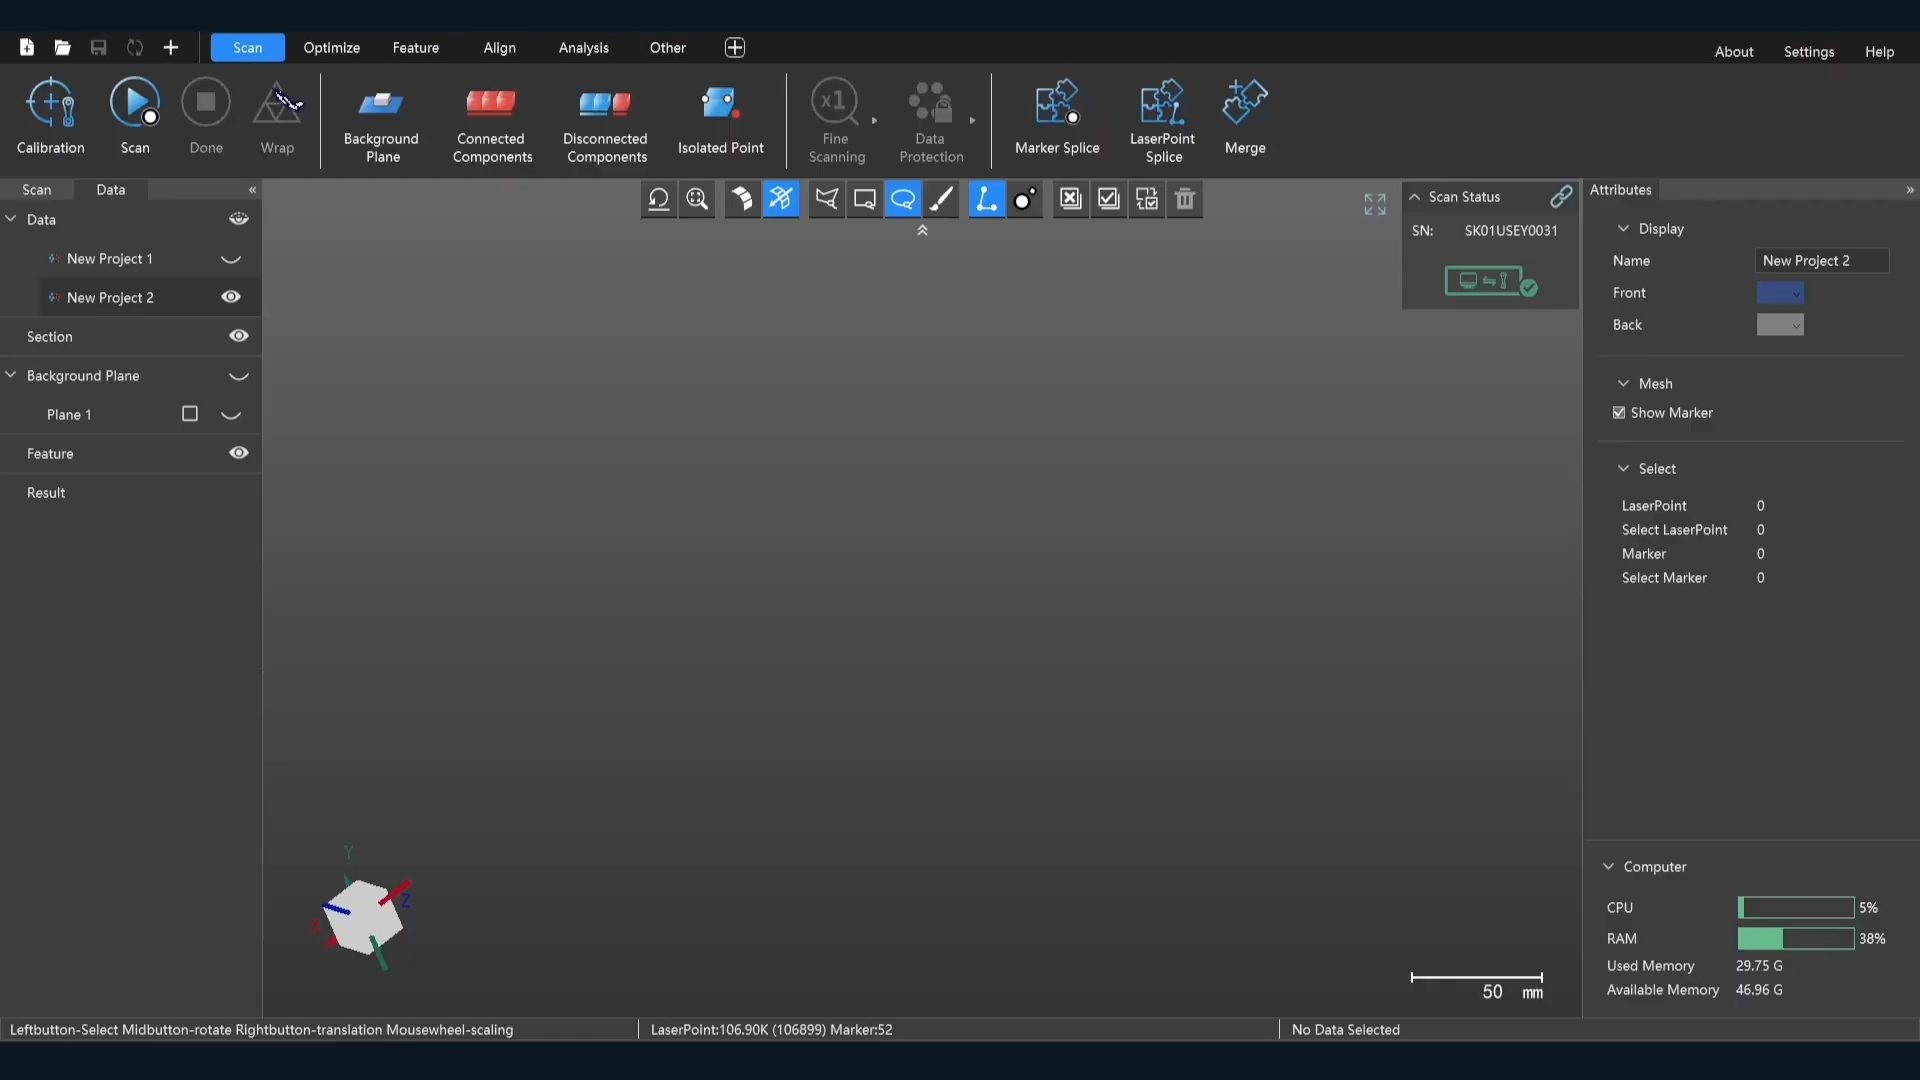 Scan
Optimize
Feature
Align
Analysis
Other
About
Settings
Help
Calibration
Scan
Done
Wrap
Background
Plane
Connected
Components
Disconnected
Components
Isolated Point
x1
Fine
Scanning
Data
Protection
Marker Splice
LaserPoint
Splice
Merge
Scan
Data
«
Data
New Project 1
New Project 2
Section
Background Plane
Plane 1
Feature
Result
Scan Status
SN: SK01USEY0031
Attributes
»
Display
Name New Project 2
Front
Back
Mesh
Show Marker
Select
LaserPoint 0
Select LaserPoint 0
Marker 0
Select Marker 0
Y
X
Z
50 mm
Computer
CPU 5%
RAM 38%
Used Memory 29.75 G
Available Memory 46.96 G
Leftbutton-Select Midbutton-rotate Rightbutton-translation Mousewheel-scaling
LaserPoint:106.90K (106899) Marker:52
No Data Selected